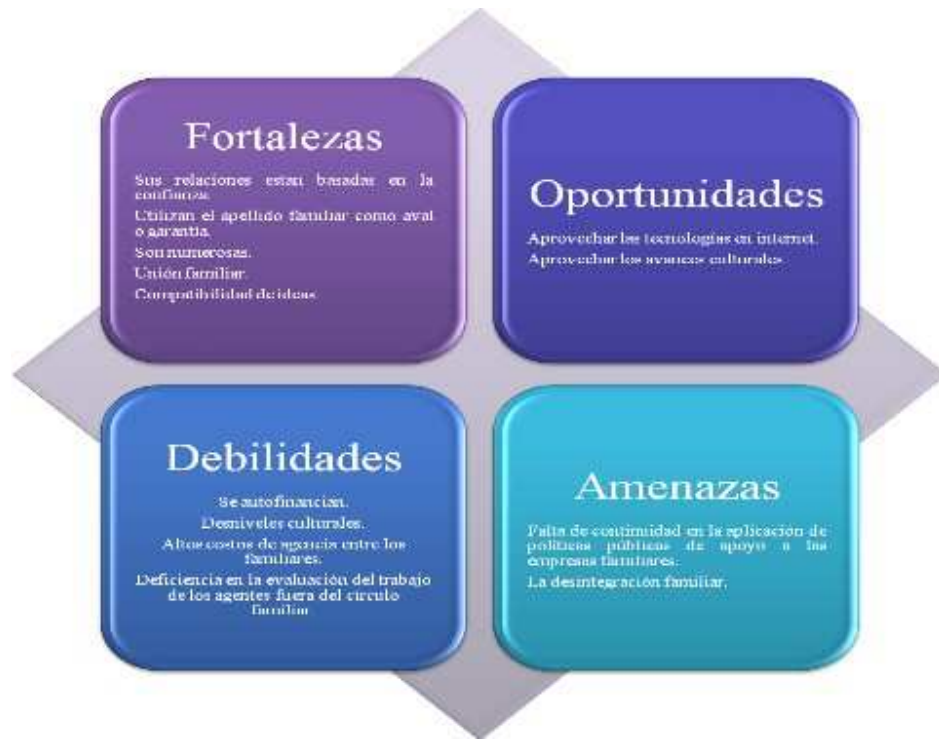 Fortalezas
Sus relaciones estan basadas en la
confianza.
Utilizan el apellido familiar como aval
o garantia.
Son numerosas.
Unión familiar.
Compatibilidad de ideas
Oportunidades
Aprovechar las tecnologías en internet.
Aprovechar los avances culturales
Debilidades
Se autofinancian.
Desniveles culturales.
Altos costos de agencia entre los
familiares.
Deficiencia en la evaluación del trabajo
de los agentes fuera del circulo
familiar
Amenazas
Falta de continuidad en la aplicación de
políticas públicas de apoyo a las
empresas familiares.
La desintegración familiar.